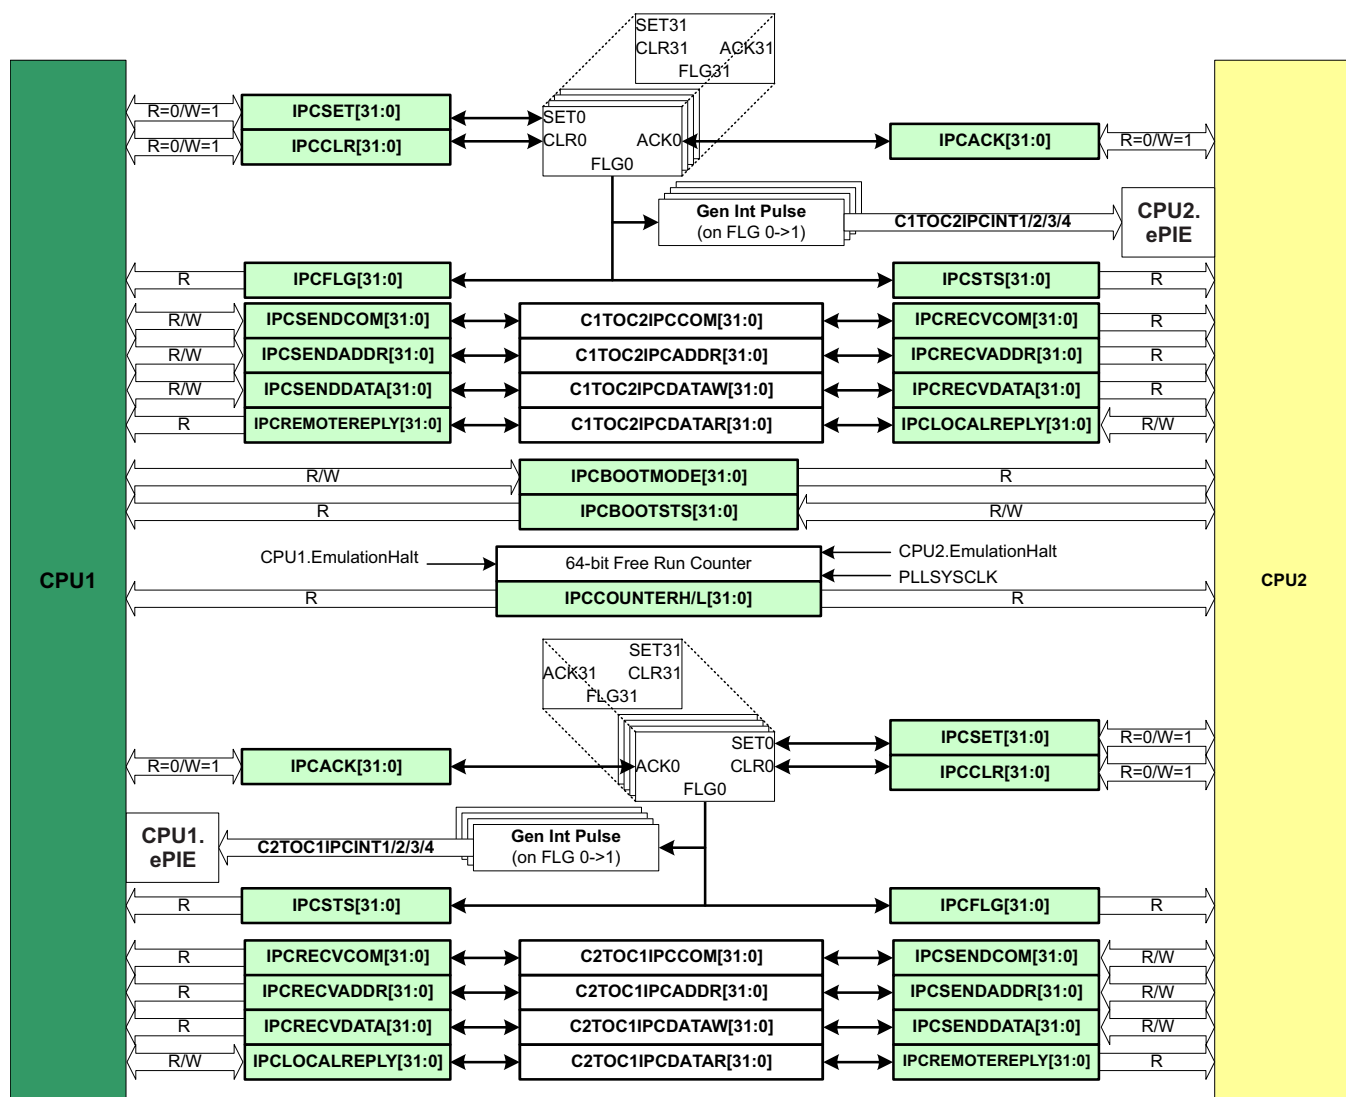 SET31
CLR31 ACK31
FLG31
R=0/W=1 IPCSET[31:0] SET0
R=0/W=1 IPCCLR[31:0] CLR0 ACK0 IPCACK[31:0] R=0/W=1
FLG0
Gen Int Pulse
(on FLG 0->1)
C1TOC2IPCINT1/2/3/4
CPU2.
ePIE
R IPCFLG[31:0] IPCSTS[31:0] R
R/W IPCSENDCOM[31:0] C1TOC2IPCCOM[31:0] IPCRECVCOM[31:0] R
R/W IPCSENDADDR[31:0] C1TOC2IPCADDR[31:0] IPCRECVADDR[31:0] R
R/W IPCSENDDATA[31:0] C1TOC2IPCDATAW[31:0] IPCRECVDATA[31:0] R
R IPCREMOTEREPLY[31:0] C1TOC2IPCDATAR[31:0] IPCLOCALREPLY[31:0] R/W
R/W IPCBOOTMODE[31:0] R
R IPCBOOTSTS[31:0] R/W
CPU1.EmulationHalt 64-bit Free Run Counter CPU2.EmulationHalt
PLLSYSCLK
CPU1
CPU2
R IPCCOUNTERH/L[31:0] R
SET31
ACK31 CLR31
FLG31
SET0 IPCSET[31:0] R=0/W=1
R=0/W=1 IPCACK[31:0] ACK0 CLR0 IPCCLR[31:0] R=0/W=1
FLG0
CPU1.
ePIE
C2TOC1IPCINT1/2/3/4
Gen Int Pulse
(on FLG 0->1)
R IPCSTS[31:0] IPCFLG[31:0] R
R IPCRECVCOM[31:0] C2TOC1IPCCOM[31:0] IPCSENDCOM[31:0] R/W
R IPCRECVADDR[31:0] C2TOC1IPCADDR[31:0] IPCSENDADDR[31:0] R/W
R IPCRECVDATA[31:0] C2TOC1IPCDATAW[31:0] IPCSENDDATA[31:0] R/W
R/W IPCLOCALREPLY[31:0] C2TOC1IPCDATAR[31:0] IPCREMOTEREPLY[31:0] R